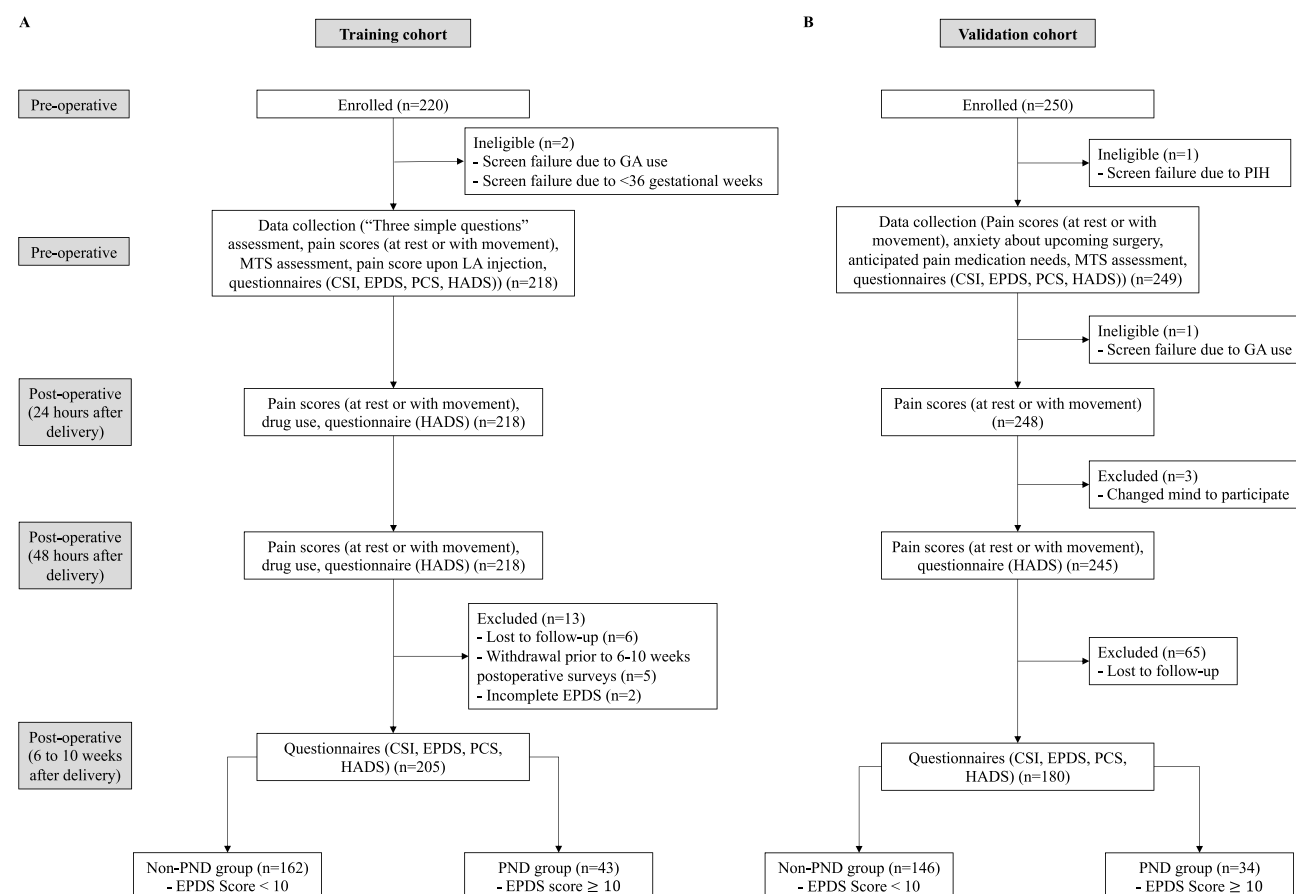 A
Training cohort
Pre-operative
Enrolled (n=220)
Ineligible (n=2)
- Screen failure due to GA use
- Screen failure due to <36 gestational weeks
Pre-operative
Data collection (“Three simple questions”
assessment, pain scores (at rest or with movement),
MTS assessment, pain score upon LA injection,
questionnaires (CSI, EPDS, PCS, HADS)) (n=218)
Post-operative
(24 hours after
delivery)
Pain scores (at rest or with movement),
drug use, questionnaire (HADS) (n=218)
Post-operative
(48 hours after
delivery)
Pain scores (at rest or with movement),
drug use, questionnaire (HADS) (n=218)
Excluded (n=13)
- Lost to follow-up (n=6)
- Withdrawal prior to 6-10 weeks
postoperative surveys (n=5)
- Incomplete EPDS (n=2)
Post-operative
(6 to 10 weeks
after delivery)
Questionnaires (CSI, EPDS, PCS,
HADS) (n=205)
Non-PND group (n=162)
- EPDS Score < 10
PND group (n=43)
- EPDS score ≥ 10
B
Validation cohort
Enrolled (n=250)
Ineligible (n=1)
- Screen failure due to PIH
Data collection (Pain scores (at rest or with
movement), anxiety about upcoming surgery,
anticipated pain medication needs, MTS assessment,
questionnaires (CSI, EPDS, PCS, HADS)) (n=249)
Ineligible (n=1)
- Screen failure due to GA use
Pain scores (at rest or with movement)
(n=248)
Excluded (n=3)
- Changed mind to participate
Pain scores (at rest or with movement),
questionnaire (HADS) (n=245)
Excluded (n=65)
- Lost to follow-up
Questionnaires (CSI, EPDS, PCS,
HADS) (n=180)
Non-PND group (n=146)
- EPDS Score < 10
PND group (n=34)
- EPDS Score ≥ 10